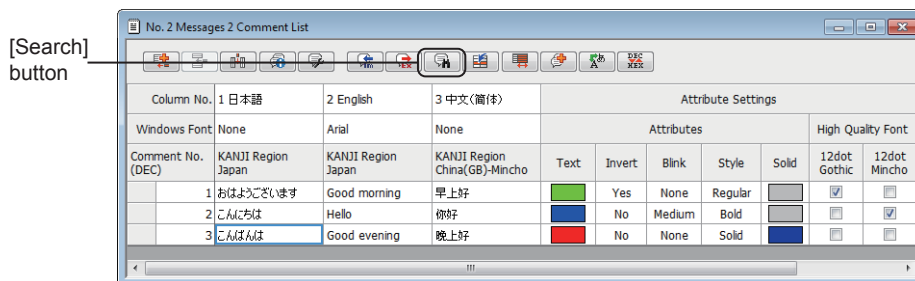 No. 2 Messages 2 Comment List
[Search]
button
IM
EX
A あ
DEC
HEX
Column No. 1 日本語 2 English 3 中文(简体) Attribute Settings
Windows Font None Arial None Attributes High Quality Font
Comment No. (DEC) KANJI Region Japan KANJI Region Japan KANJI Region China(GB)-Mincho Text Invert Blink Style Solid 12dot Gothic 12dot Mincho
1 おはようございます Good morning 早上好 Yes None Regular
2 こんにちは Hello 你好 No Medium Bold
3 こんばんは Good evening 晚上好 No None Solid